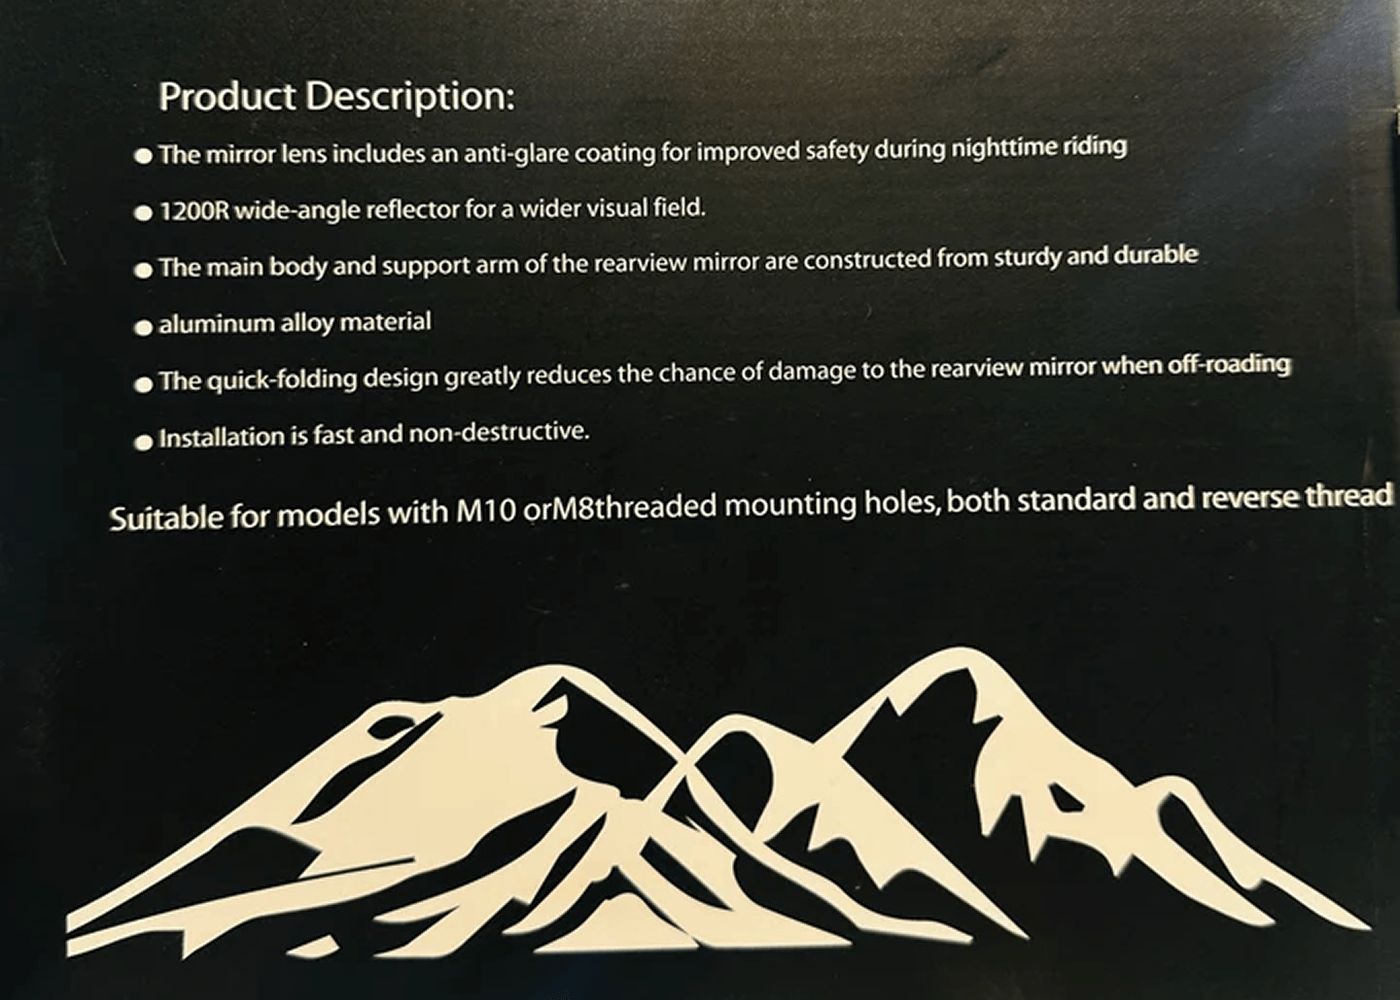 Product Description:
● The mirror lens includes an anti-glare coating for improved safety during nighttime riding
● 1200R wide-angle reflector for a wider visual field.
● The main body and support arm of the rearview mirror are constructed from sturdy and durable
● aluminum alloy material
● The quick-folding design greatly reduces the chance of damage to the rearview mirror when off-roading
● Installation is fast and non-destructive.
Suitable for models with M10 orM8threaded mounting holes, both standard and reverse thread